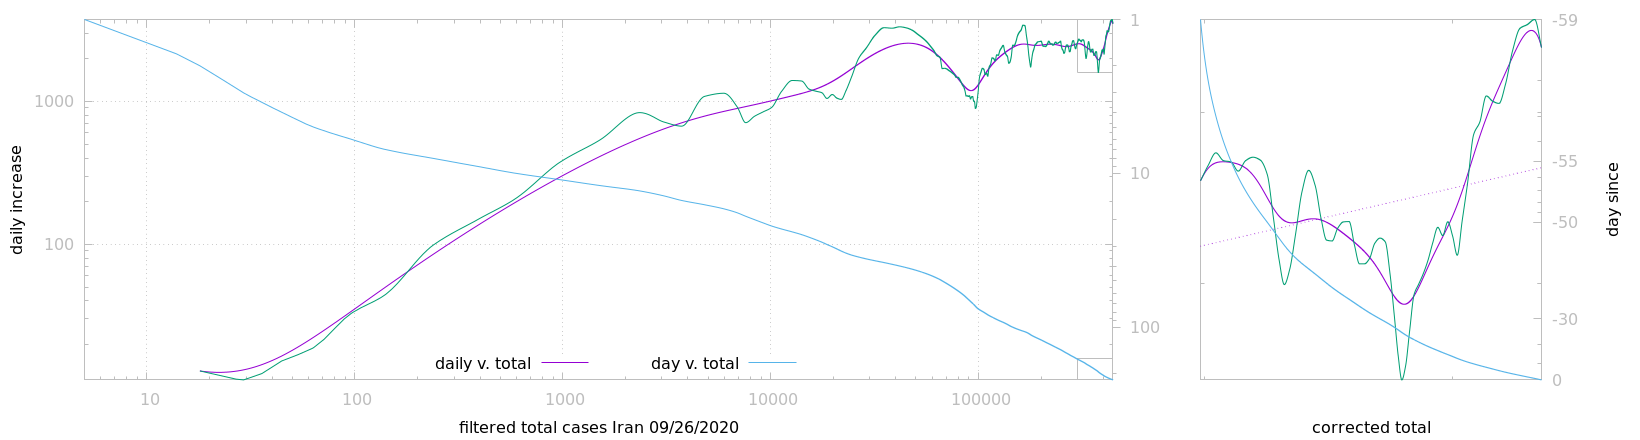 daily increase
1000
100
10
100
1000
10000
100000
filtered total cases Iran 09/26/2020
daily v. total
day v. total
1
10
100
-59
-55
-50
-30
0
day since
corrected total